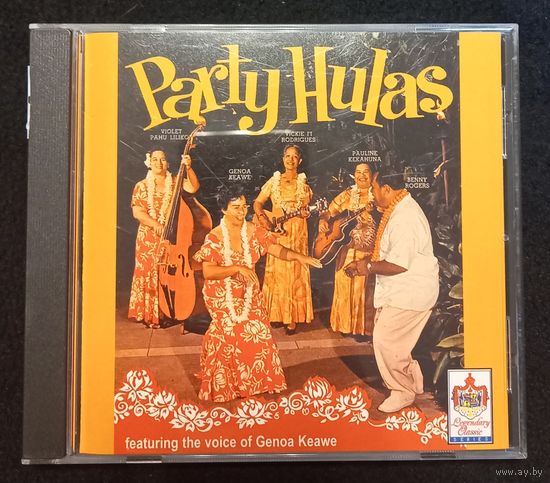 Party Hulas
VIOLET
PAHU LILIKOI
VICKIE I'I
RODRIGUES
GENOA
KEAWE
PAULINE
KEKAHUNA
BENNY
ROGERS
featuring the voice of Genoa Keawe
Legendary
Classic
SERIES
www.ay.by